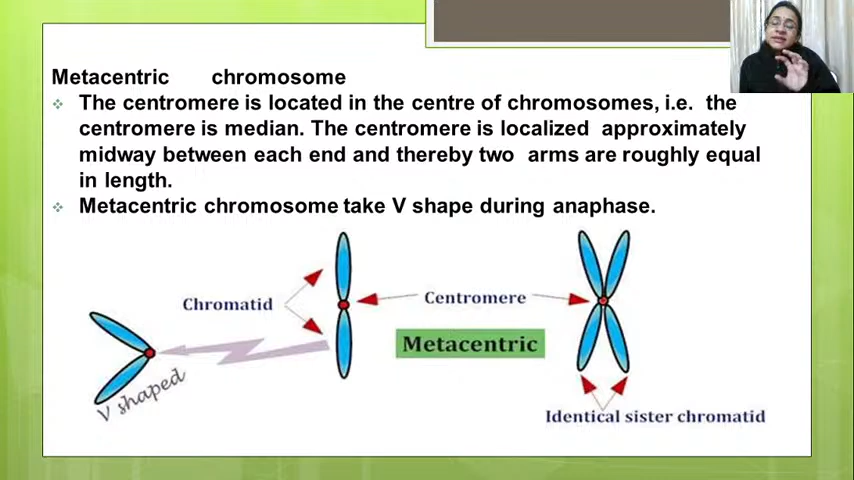 Metacentric chromosome
The centromere is located in the centre of chromosomes, i.e. the
centromere is median. The centromere is localized approximately
midway between each end and thereby two arms are roughly equal
in length.
Metacentric chromosome take V shape during anaphase.
Chromatid
Centromere
Metacentric
V shaped
Identical sister chromatid